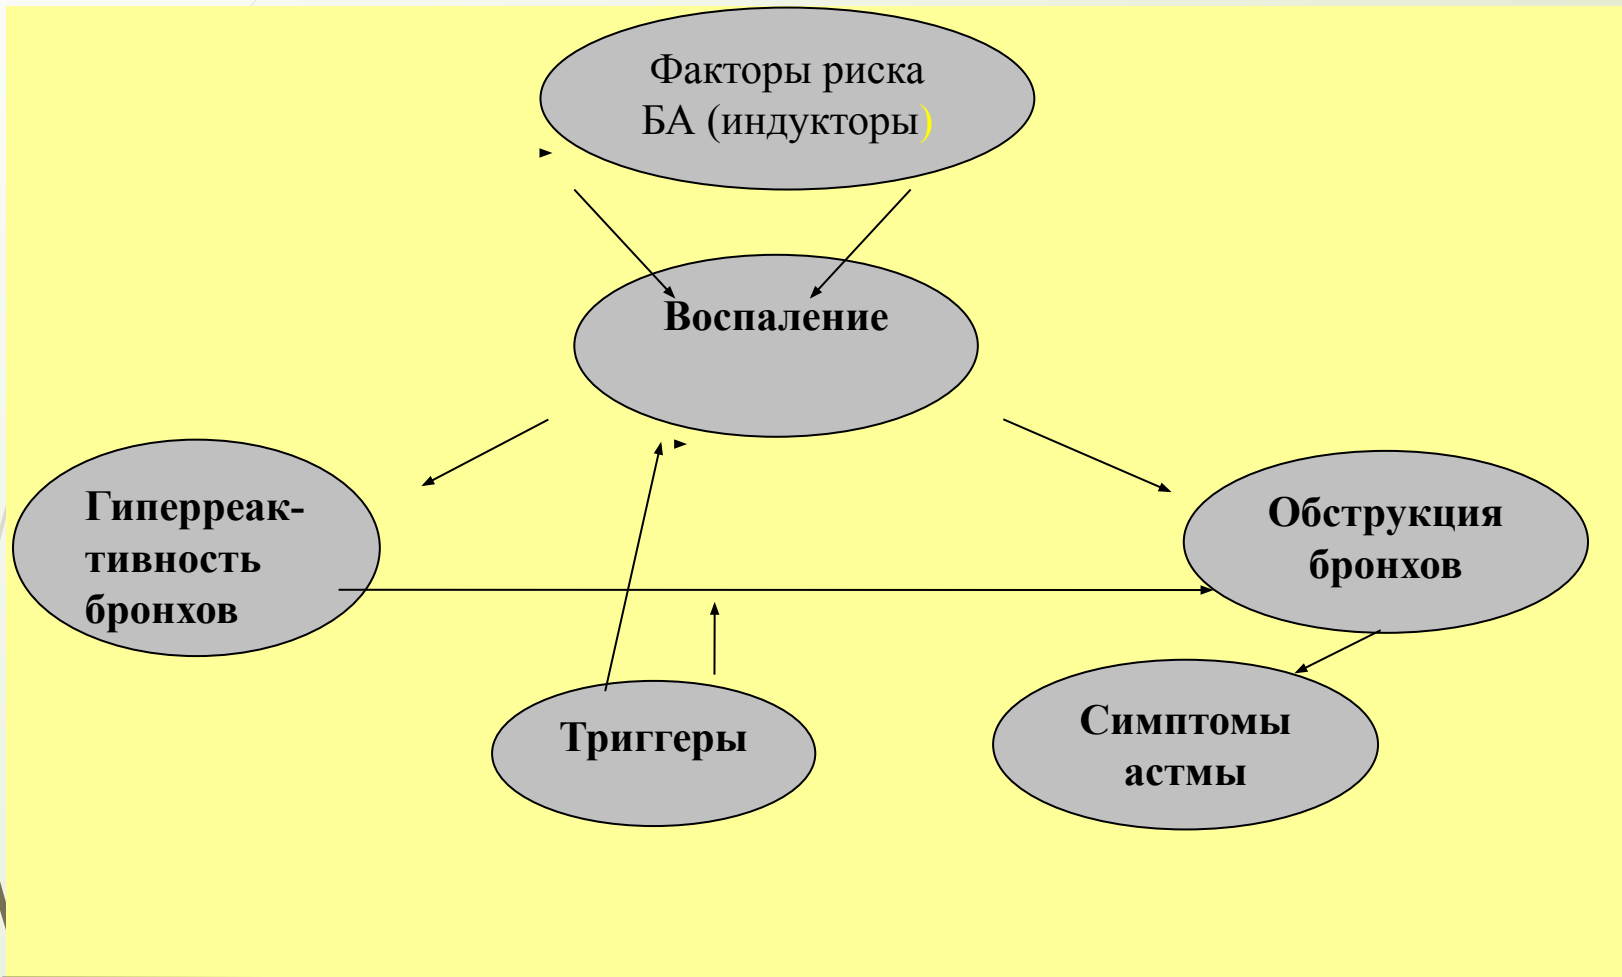 Факторы риска
БА (индукторы)
Воспаление
Гиперреак-
тивность
бронхов
Обструкция
бронхов
Триггеры
Симптомы
астмы